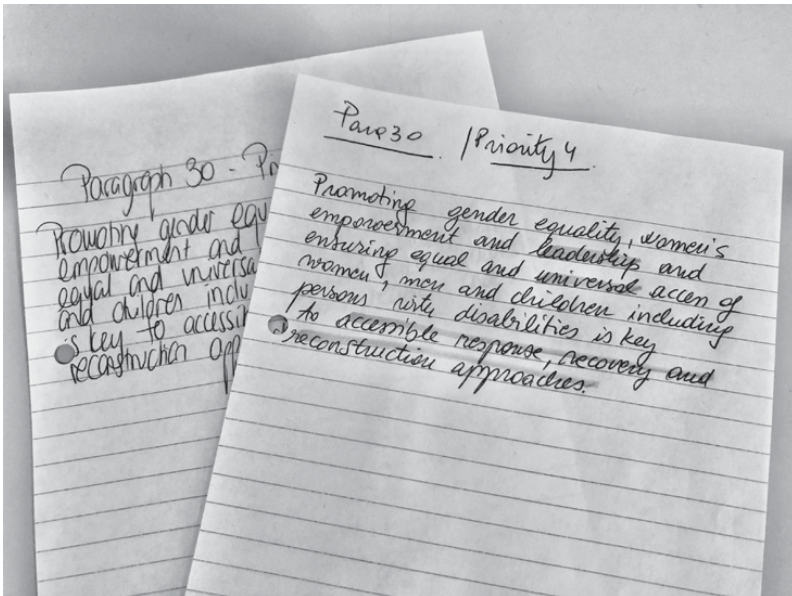 Paragraph 30 - Pr
Promoting gender equ
empowerment and
equal and universa
and children inclu
is key to accessi
reconstruction app
Para 30 / Priority 4
Promoting gender equality, women's
empowerment and leadership and
ensuring equal and universal access of
women, men and children including
persons with disabilities is key
to accessible response, recovery and
reconstruction approaches.